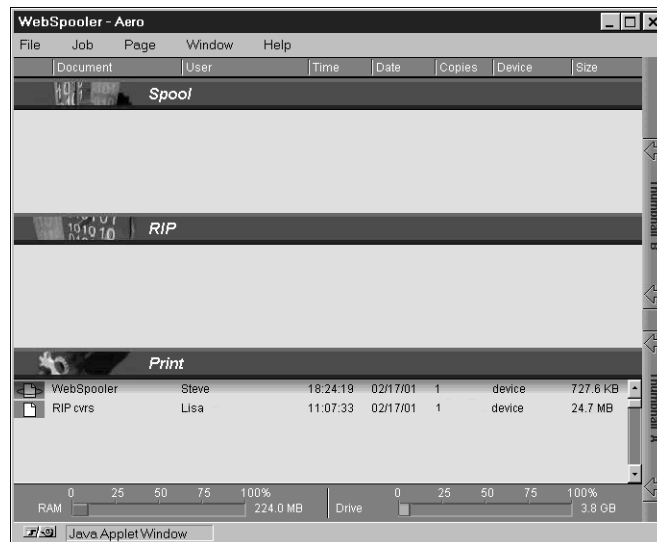 WebSpooler - Aero
File Job Page Window Help
Document User Time Date Copies Device Size
Spool
RIP
Print
WebSpooler Steve 18:24:19 02/17/01 1 device 727.6 KB
RIP cvrs Lisa 11:07:33 02/17/01 1 device 24.7 MB
0 25 50 75 100% 0 25 50 75 100%
RAM 224.0 MB Drive 3.8 GB
Java Applet Window
Thumbnail B
Thumbnail A